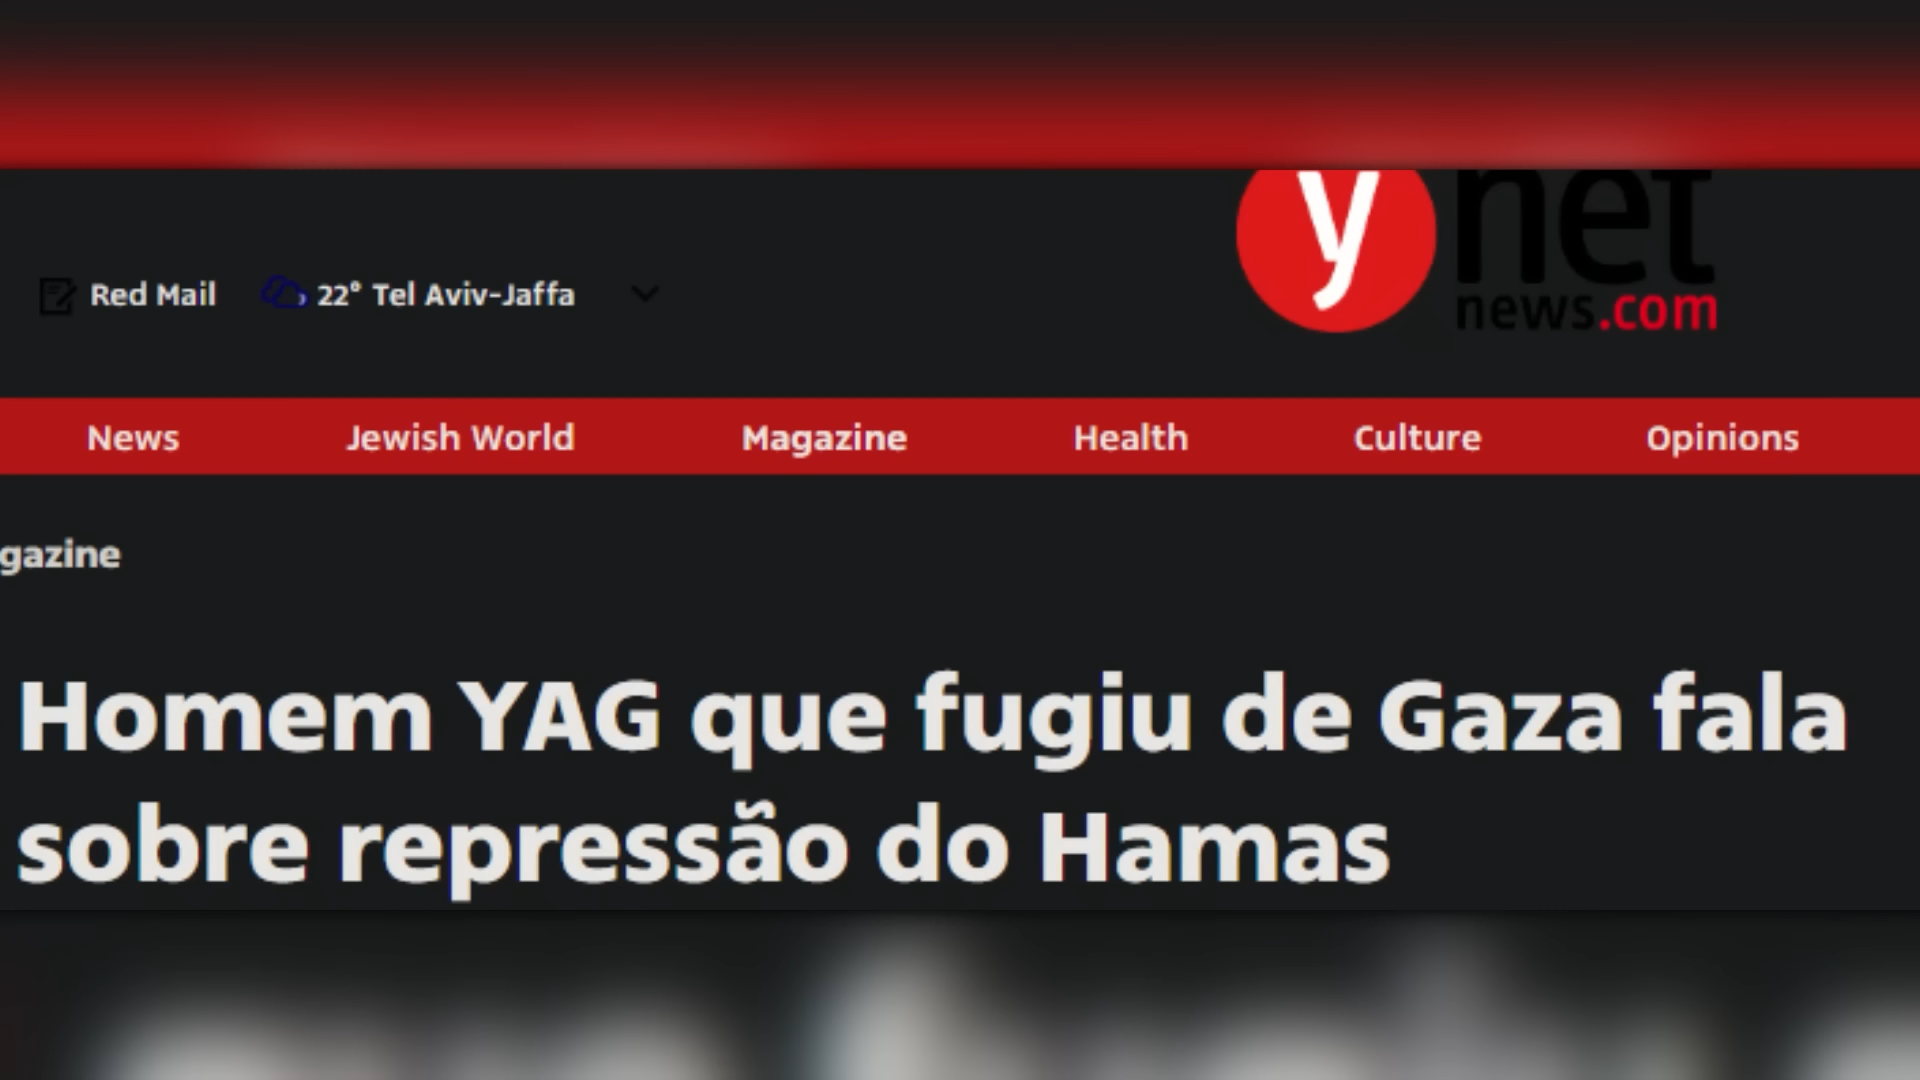 ynet
news.com
Red Mail 22° Tel Aviv-Jaffa
News Jewish World Magazine Health Culture Opinions
gazine
Homem YAG que fugiu de Gaza fala
sobre repressão do Hamas